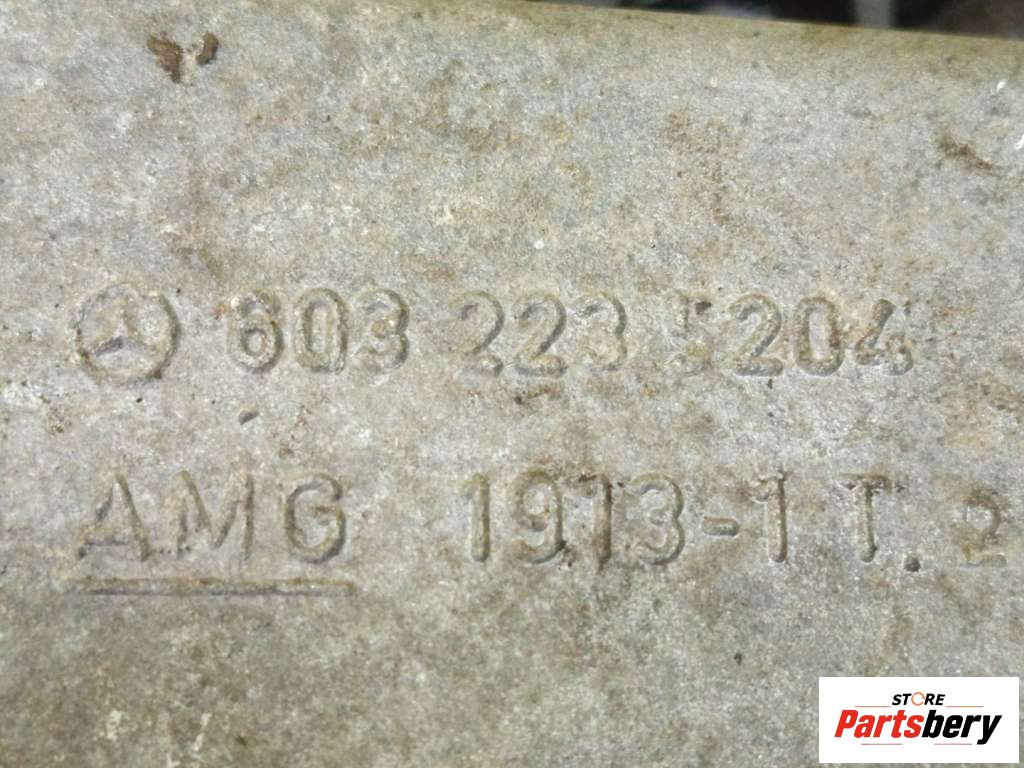 603 223 5204
AMG 1913-1 T.2
STORE
Partsbery